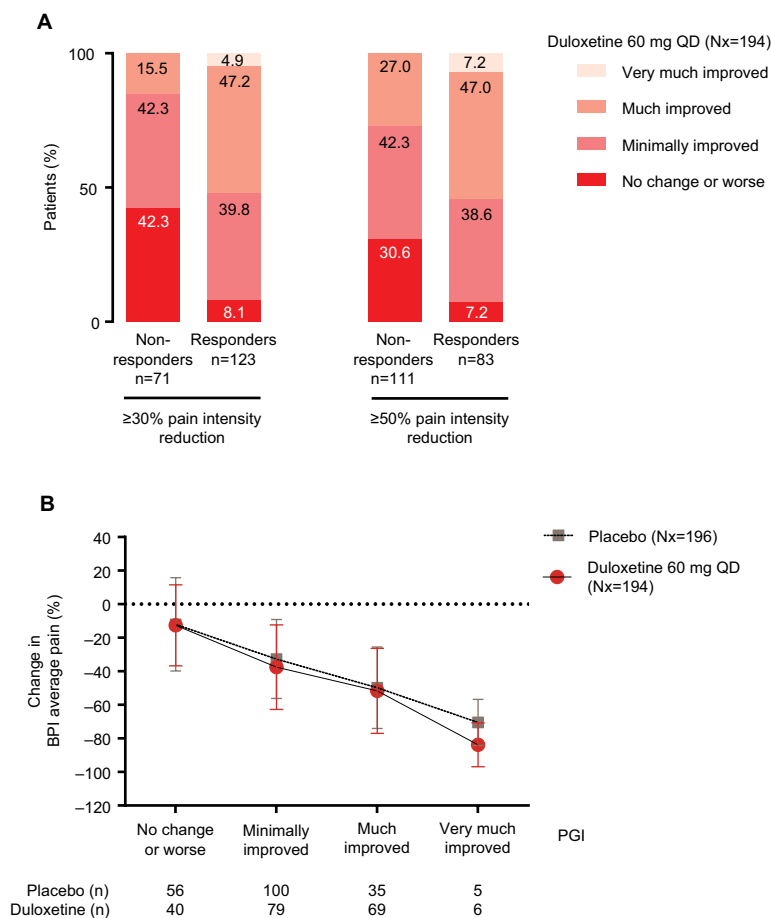 A
Duloxetine 60 mg QD (Nx=194)
Very much improved
Much improved
Minimally improved
No change or worse
Patients (%)
100
50
0
15.5
42.3
42.3
4.9
47.2
39.8
8.1
27.0
42.3
30.6
7.2
47.0
38.6
7.2
Non-
responders
n=71
Responders
n=123
Non-
responders
n=111
Responders
n=83
≥30% pain intensity
reduction
≥50% pain intensity
reduction
B
Placebo (Nx=196)
Duloxetine 60 mg QD
(Nx=194)
Change in
BPI average pain (%)
40
20
0
–20
–40
–60
–80
–100
–120
No change
or worse
Minimally
improved
Much
improved
Very much
improved
PGI
Placebo (n) 56 100 35 5
Duloxetine (n) 40 79 69 6